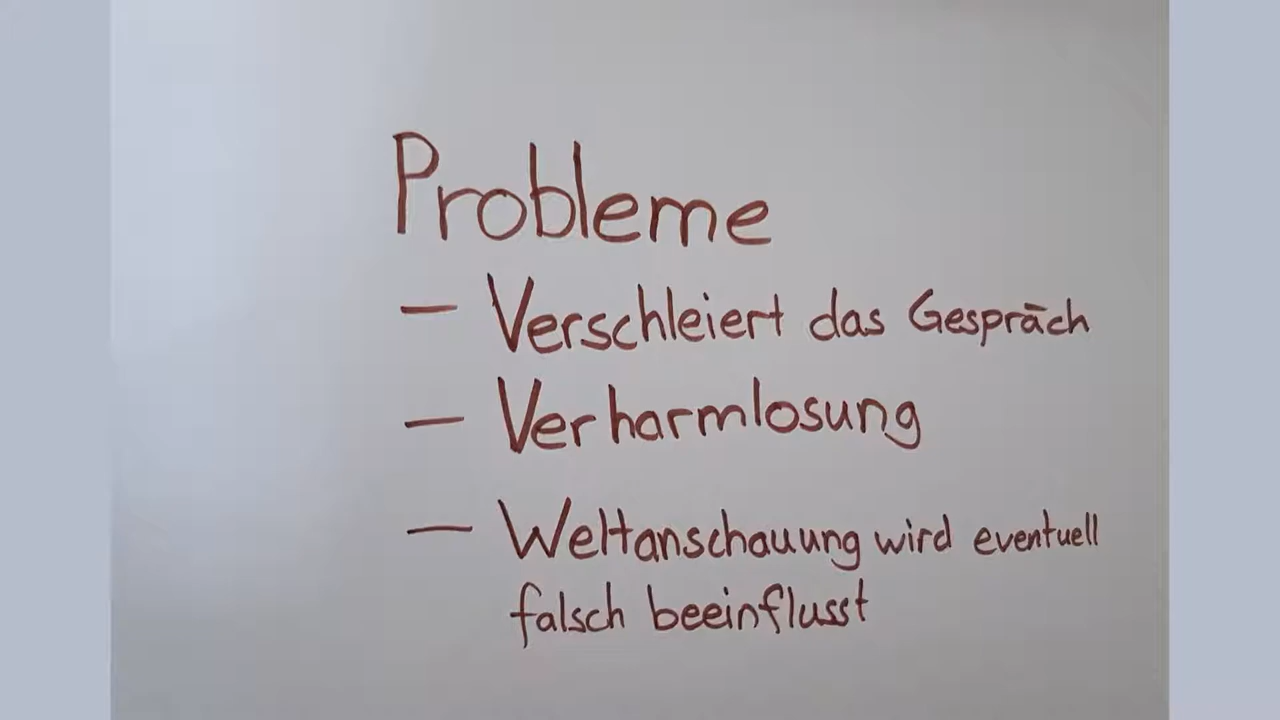 Probleme
— Verschleiert das Gespräch
— Verharmlosung
— Weltanschauung wird eventuell
falsch beeinflusst